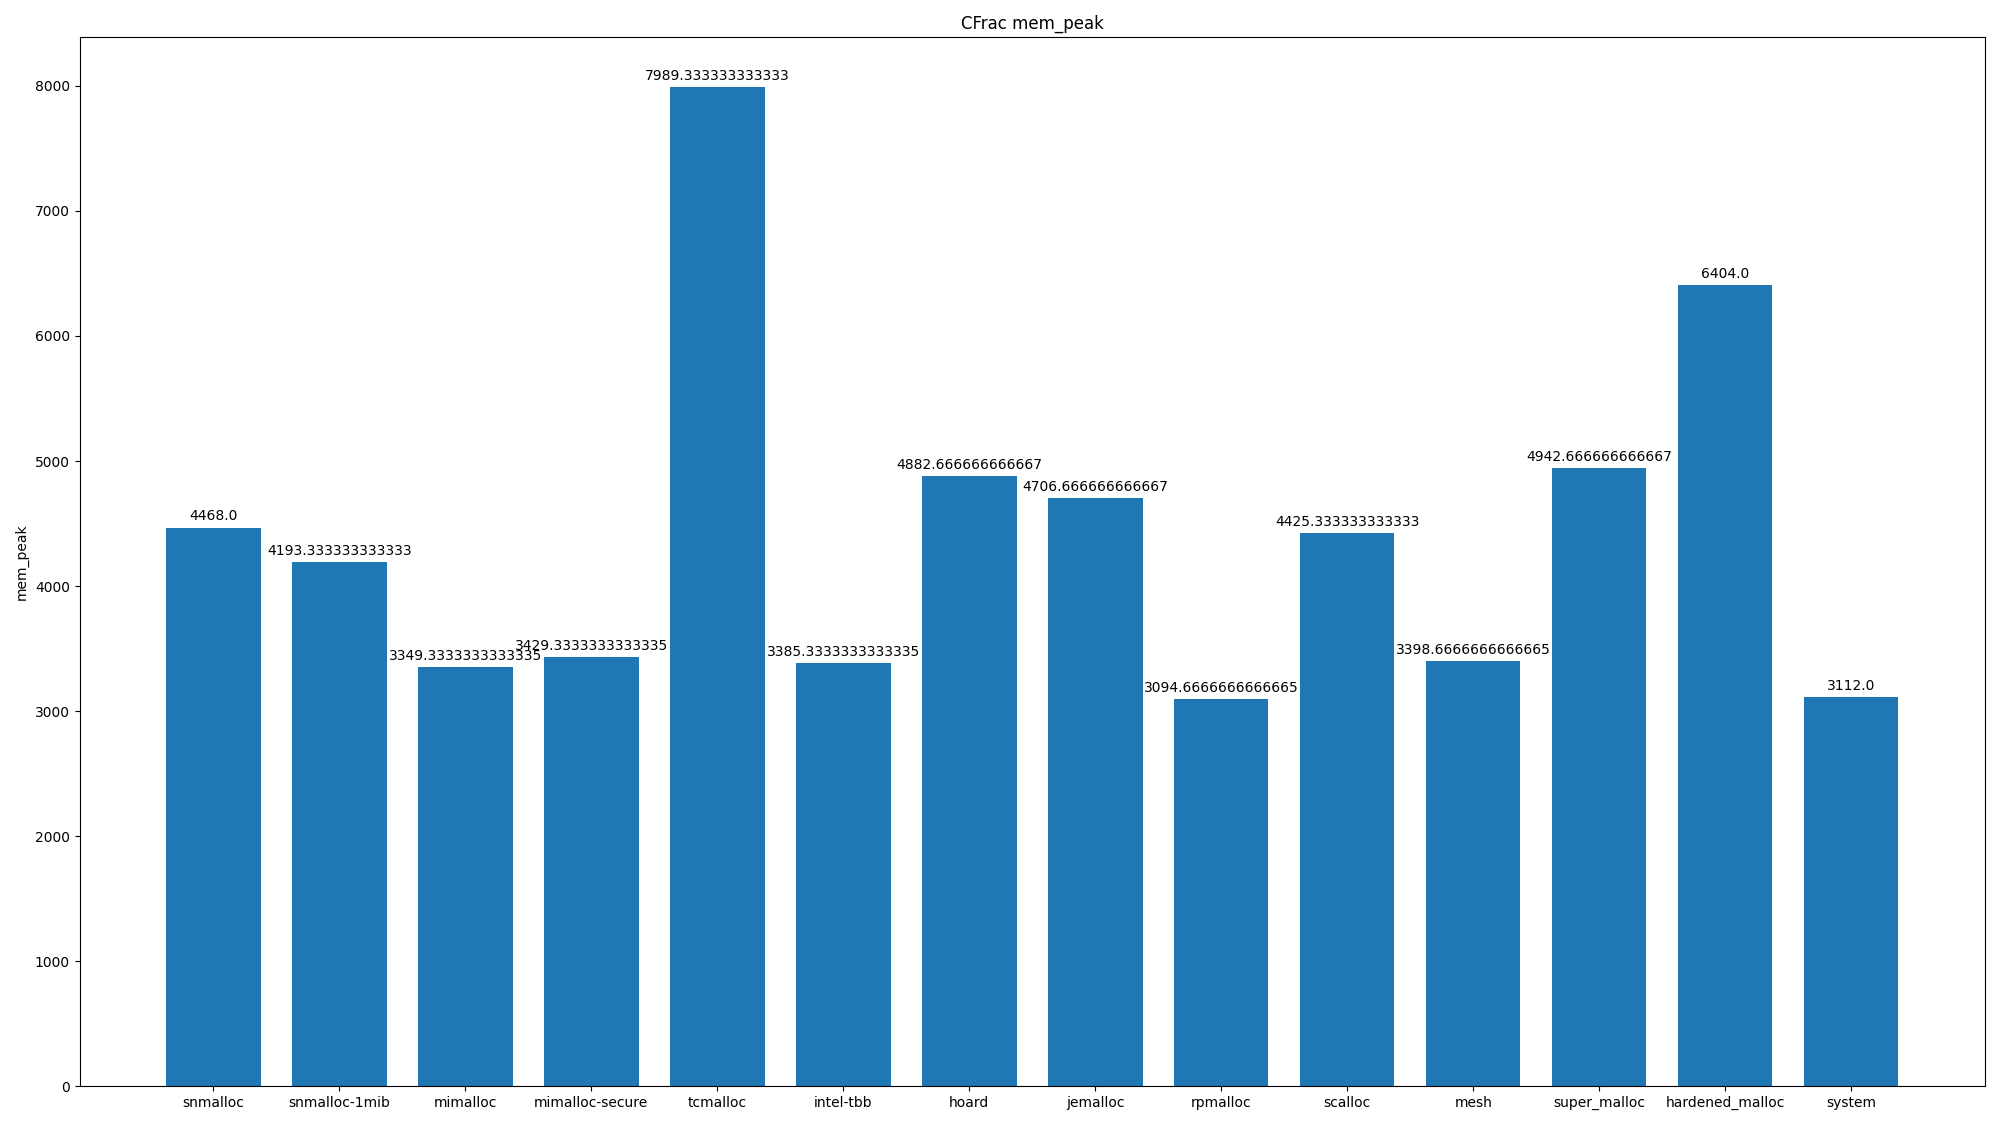 CFrac mem_peak
mem_peak
8000
7000
6000
5000
4000
3000
2000
1000
0
4468.0
4193.333333333333
3349.3333333333335
3429.3333333333335
7989.333333333333
3385.3333333333335
4882.666666666667
4706.666666666667
3094.6666666666665
4425.333333333333
3398.6666666666665
4942.666666666667
6404.0
3112.0
snmalloc
snmalloc-1mib
mimalloc
mimalloc-secure
tcmalloc
intel-tbb
hoard
jemalloc
rpmalloc
scalloc
mesh
super_malloc
hardened_malloc
system